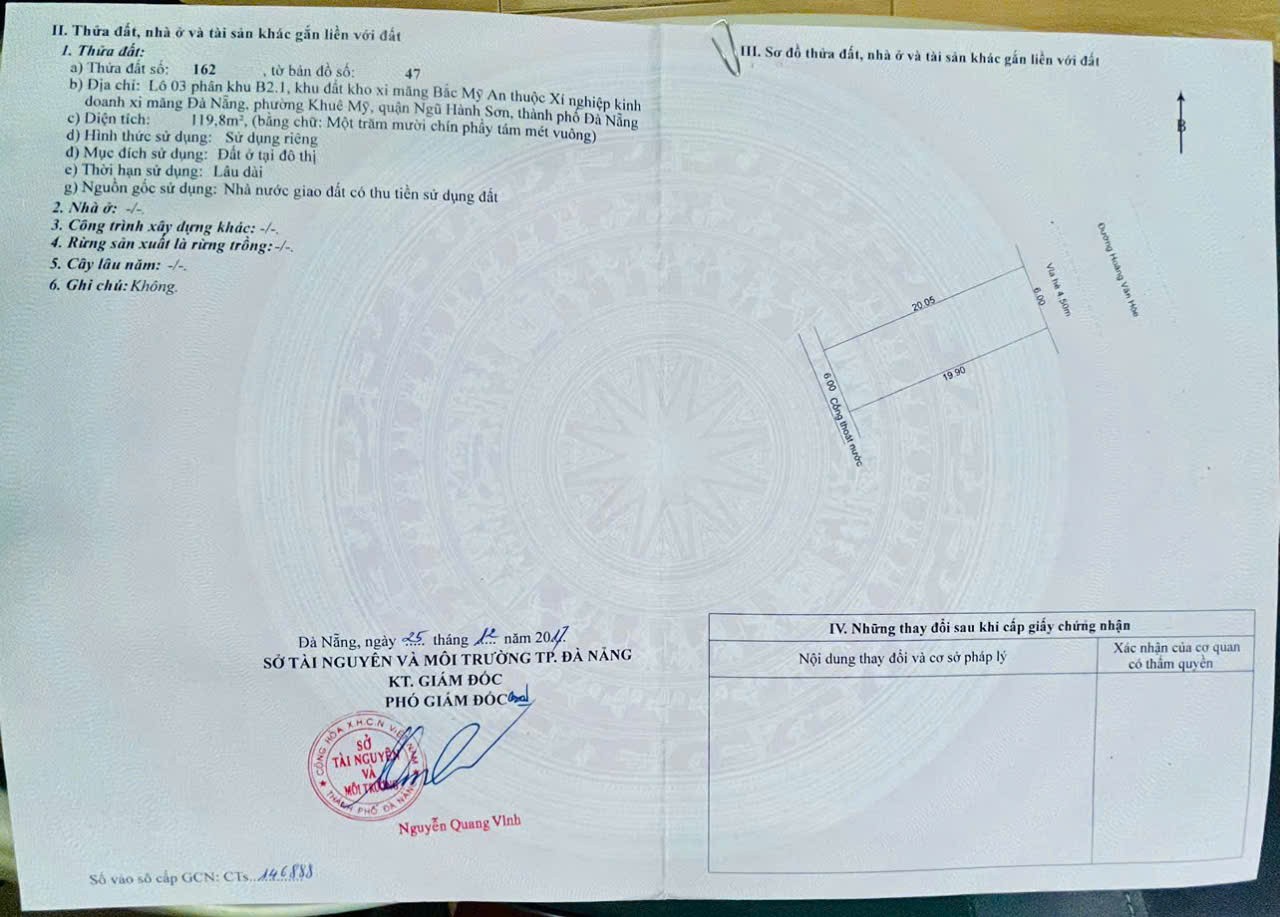 II. Thửa đất, nhà ở và tài sản khác gắn liền với đất
1. Thửa đất:
a) Thửa đất số: 162 , tờ bản đồ số: 47
b) Địa chỉ: Lô 03 phân khu B2.1, khu đất kho xi măng Bắc Mỹ An thuộc Xí nghiệp kinh
doanh xi măng Đà Nẵng, phường Khuê Mỹ, quận Ngũ Hành Sơn, thành phố Đà Nẵng
c) Diện tích: 119,8m², (bằng chữ: Một trăm mười chín phẩy tám mét vuông)
d) Hình thức sử dụng: Sử dụng riêng
đ) Mục đích sử dụng: Đất ở tại đô thị
e) Thời hạn sử dụng: Lâu dài
g) Nguồn gốc sử dụng: Nhà nước giao đất có thu tiền sử dụng đất
2. Nhà ở: -/-.
3. Công trình xây dựng khác: -/-.
4. Rừng sản xuất là rừng trồng: -/-.
5. Cây lâu năm: -/-.
6. Ghi chú: Không.
Đà Nẵng, ngày 25 tháng 12 năm 2017
SỞ TÀI NGUYÊN VÀ MÔI TRƯỜNG TP. ĐÀ NẴNG
KT. GIÁM ĐỐC
PHÓ GIÁM ĐỐC
CỘNG HÒA X.H.C.N VIỆT NAM
SỞ
TÀI NGUYÊN
VÀ
MÔI TRƯỜNG
THÀNH PHỐ ĐÀ NẴNG
Nguyễn Quang Vinh
Số vào sổ cấp GCN: CTs 146888
III. Sơ đồ thửa đất, nhà ở và tài sản khác gắn liền với đất
B
Đường Hoàng Văn Hòe
Vỉa hè 4.50m
6.00
20.05
19.90
6.00 Cống thoát nước
IV. Những thay đổi sau khi cấp giấy chứng nhận
Nội dung thay đổi và cơ sở pháp lý
Xác nhận của cơ quan
có thẩm quyền